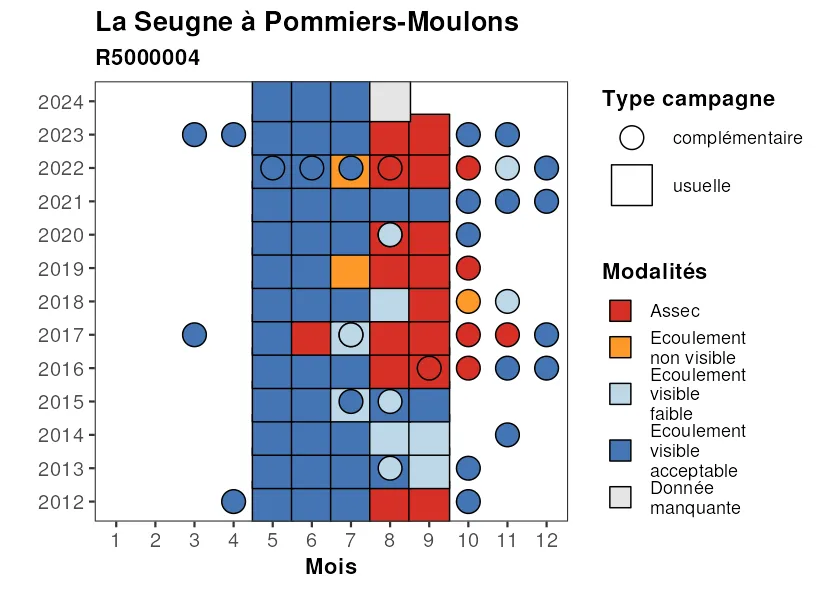 La Seugne à Pommiers-Moulons
R5000004
2024
2023
2022
2021
2020
2019
2018
2017
2016
2015
2014
2013
2012
1 2 3 4 5 6 7 8 9 10 11 12
Mois
Type campagne
complémentaire
usuelle
Modalités
Assec
Ecoulement
non visible
Ecoulement
visible
faible
Ecoulement
visible
acceptable
Donnée
manquante